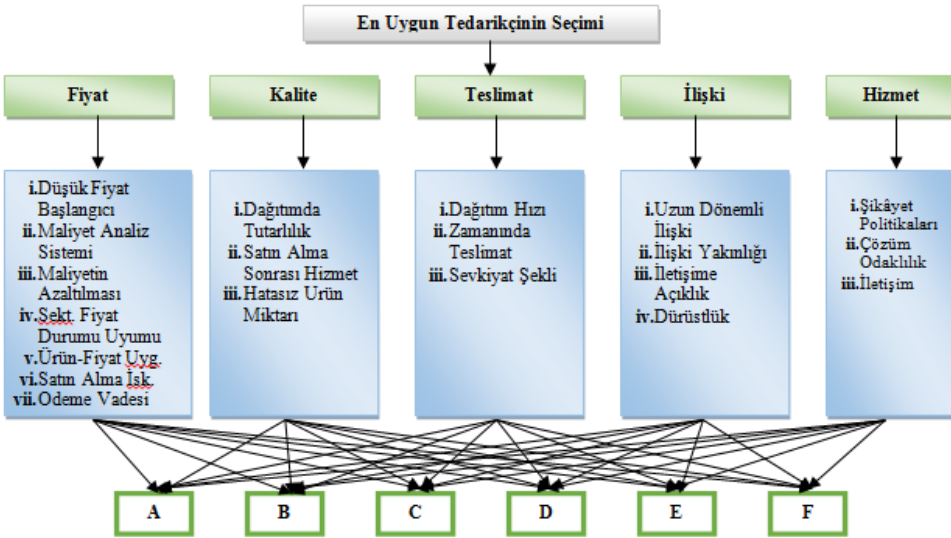 En Uygun Tedarikçinin Seçimi
Fiyat
Kalite
Teslimat
İlişki
Hizmet
i.Düşük Fiyat
Başlangıcı
ii.Maliyet Analiz
Sistemi
iii.Maliyetin
Azaltılması
iv.Şekt. Fiyat
Durumu Uyumu
v.Ürün-Fiyat Uyg.
vi.Satın Alma İsk.
vii.Ödeme Vadesi
i.Dağıtımda
Tutarlılık
ii.Satın Alma
Sonrası Hizmet
iii.Hatasız Ürün
Miktarı
i.Dağıtım Hızı
ii.Zamanında
Teslimat
iii.Sevkiyat Şekli
i.Uzun Dönemli
İlişki
ii.İlişki Yakınlığı
iii.İletişime
Açıklık
iv.Dürüstlük
i.Şikâyet
Politikaları
ii.Çözüm
Odaklılık
iii.İletişim
A
B
C
D
E
F